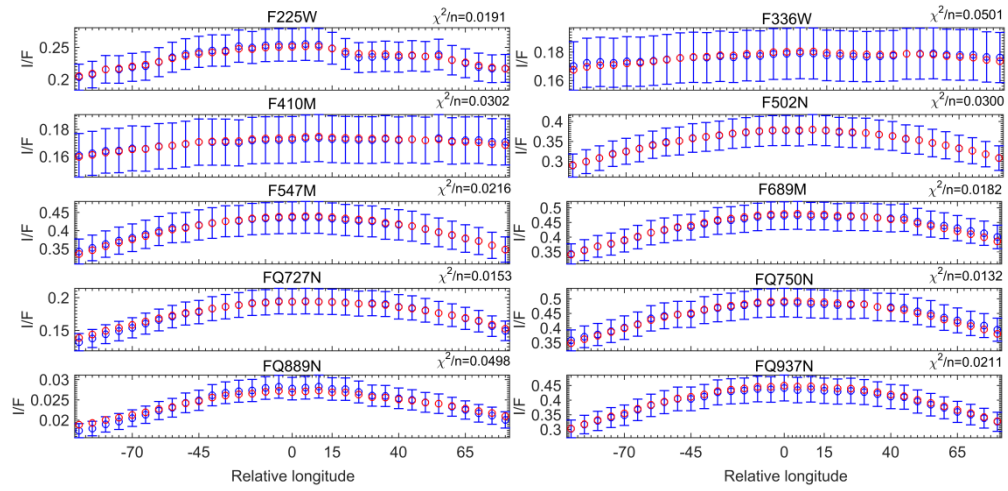 F225W χ²/n=0.0191
I/F
0.25
0.2
F336W χ²/n=0.0501
I/F
0.18
0.16
F410M χ²/n=0.0302
I/F
0.18
0.16
F502N χ²/n=0.0300
I/F
0.4
0.35
0.3
F547M χ²/n=0.0216
I/F
0.45
0.4
0.35
F689M χ²/n=0.0182
I/F
0.5
0.45
0.4
0.35
FQ727N χ²/n=0.0153
I/F
0.2
0.15
FQ750N χ²/n=0.0132
I/F
0.5
0.45
0.4
0.35
FQ889N χ²/n=0.0498
I/F
0.03
0.025
0.02
FQ937N χ²/n=0.0211
I/F
0.45
0.4
0.35
0.3
-70 -45 -20 0 15 40 65
-70 -45 -20 0 15 40 65
Relative longitude
Relative longitude